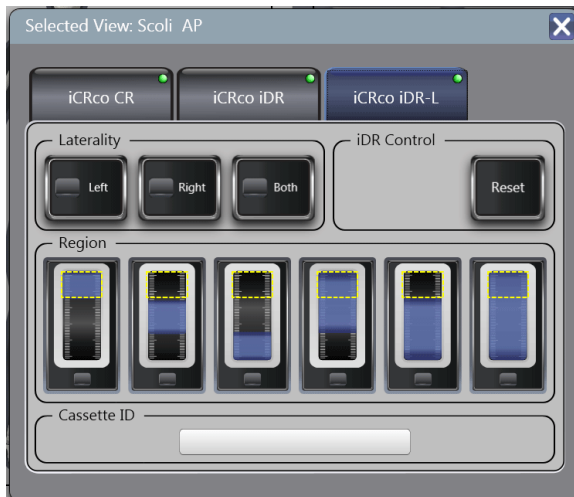 Selected View: Scoli  AP
iCRco CR
iCRco iDR
iCRco iDR-L
Laterality
Left
Right
Both
iDR Control
Reset
Region
Cassette ID